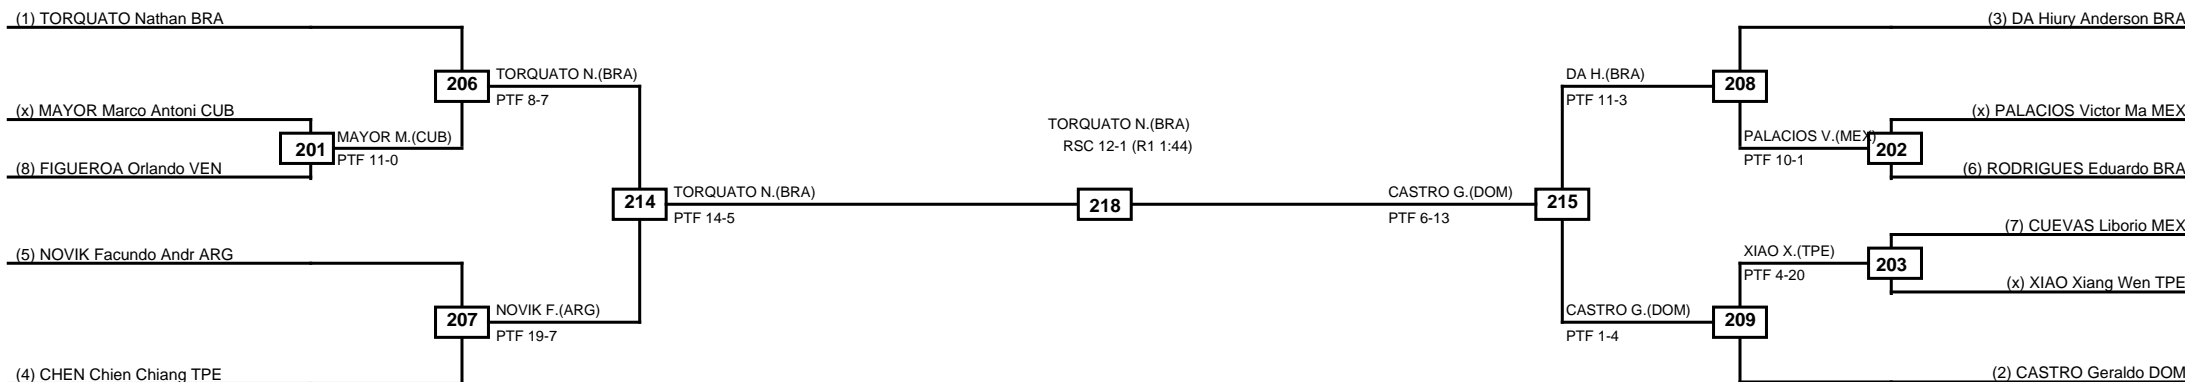 (1) TORQUATO Nathan BRA
(3) DA Hiury Anderson BRA
206
TORQUATO N.(BRA)
PTF 8-7
DA H.(BRA)
PTF 11-3
208
(x) MAYOR Marco Antoni CUB
201
MAYOR M.(CUB)
PTF 11-0
(8) FIGUEROA Orlando VEN
TORQUATO N.(BRA)
RSC 12-1 (R1 1:44)
(x) PALACIOS Victor Ma MEX
PALACIOS V.(MEX)
PTF 10-1
202
(6) RODRIGUES Eduardo BRA
214
TORQUATO N.(BRA)
PTF 14-5
218
CASTRO G.(DOM)
PTF 6-13
215
(5) NOVIK Facundo Andr ARG
207
NOVIK F.(ARG)
PTF 19-7
(4) CHEN Chien Chiang TPE
(7) CUEVAS Liborio MEX
XIAO X.(TPE)
PTF 4-20
203
(x) XIAO Xiang Wen TPE
CASTRO G.(DOM)
PTF 1-4
209
(2) CASTRO Geraldo DOM